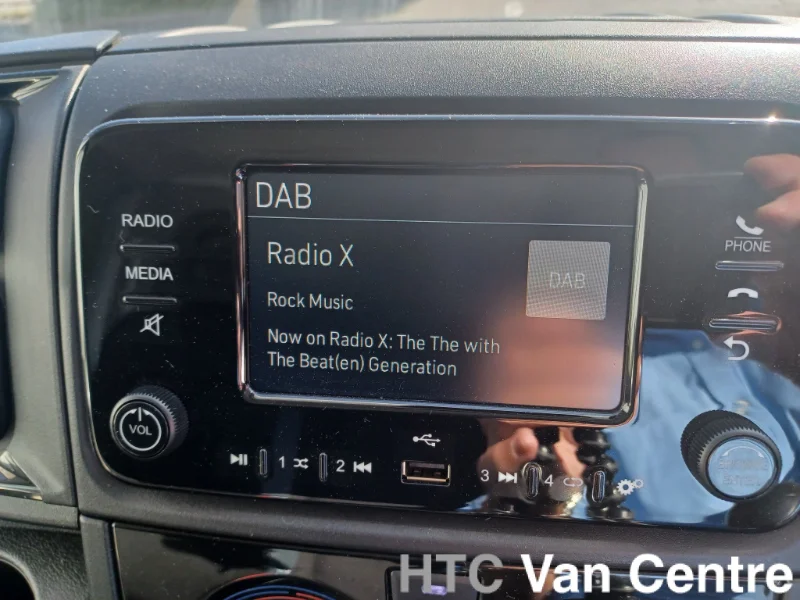 DAB
RADIO
Radio X
DAB
PHONE
MEDIA
Rock Music
Now on Radio X: The The with
The Beat(en) Generation
VOL
1
2
3
4
HTC Van Centre